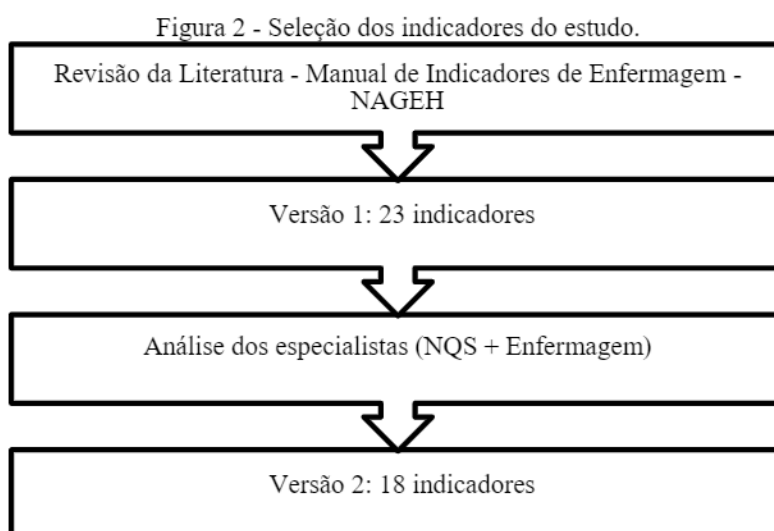 Figura 2 - Seleção dos indicadores do estudo.
Revisão da Literatura - Manual de Indicadores de Enfermagem -
NAGEH
Versão 1: 23 indicadores
Análise dos especialistas (NQS + Enfermagem)
Versão 2: 18 indicadores